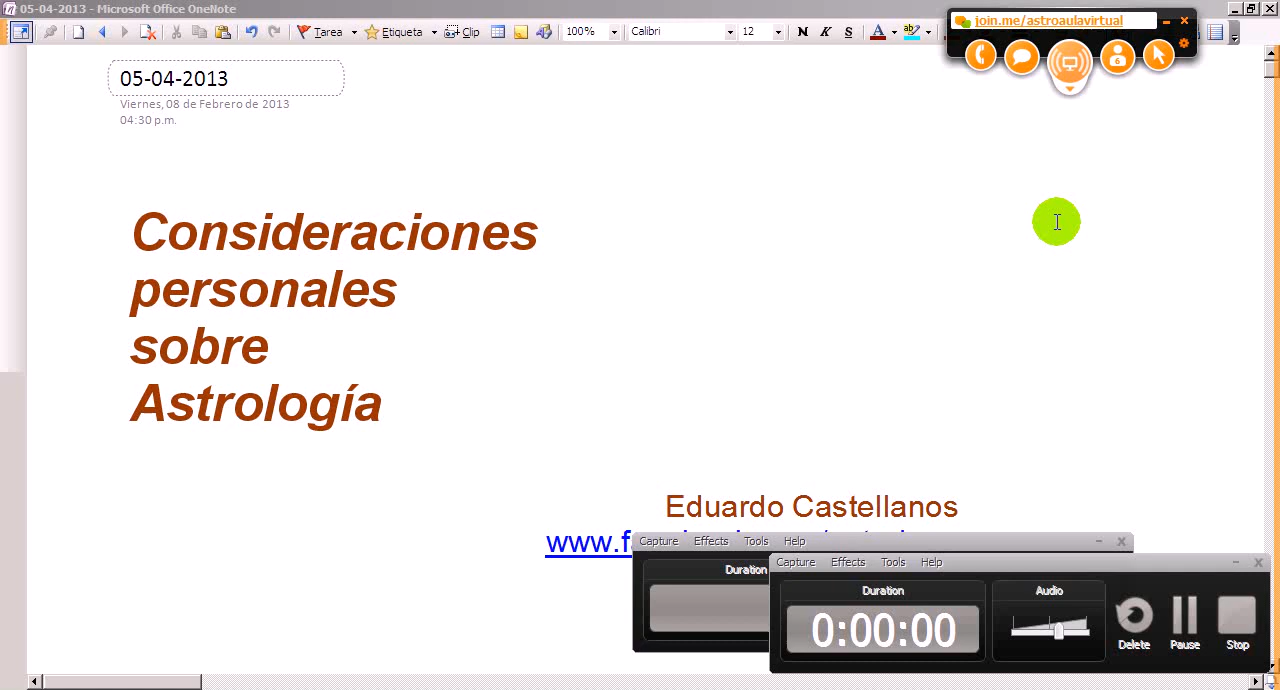 05-04-2013 - Microsoft Office OneNote
join.me/astroaulavirtual
Tarea
Etiqueta
Clip
100%
Calibri
12
N K S
A
ab
6
05-04-2013
Viernes, 08 de Febrero de 2013
04:30 p.m.
Consideraciones
personales
sobre
Astrología
Eduardo Castellanos
Capture Effects Tools Help
Duration
Capture Effects Tools Help
Duration
Audio
0:00:00
Delete
Pause
Stop